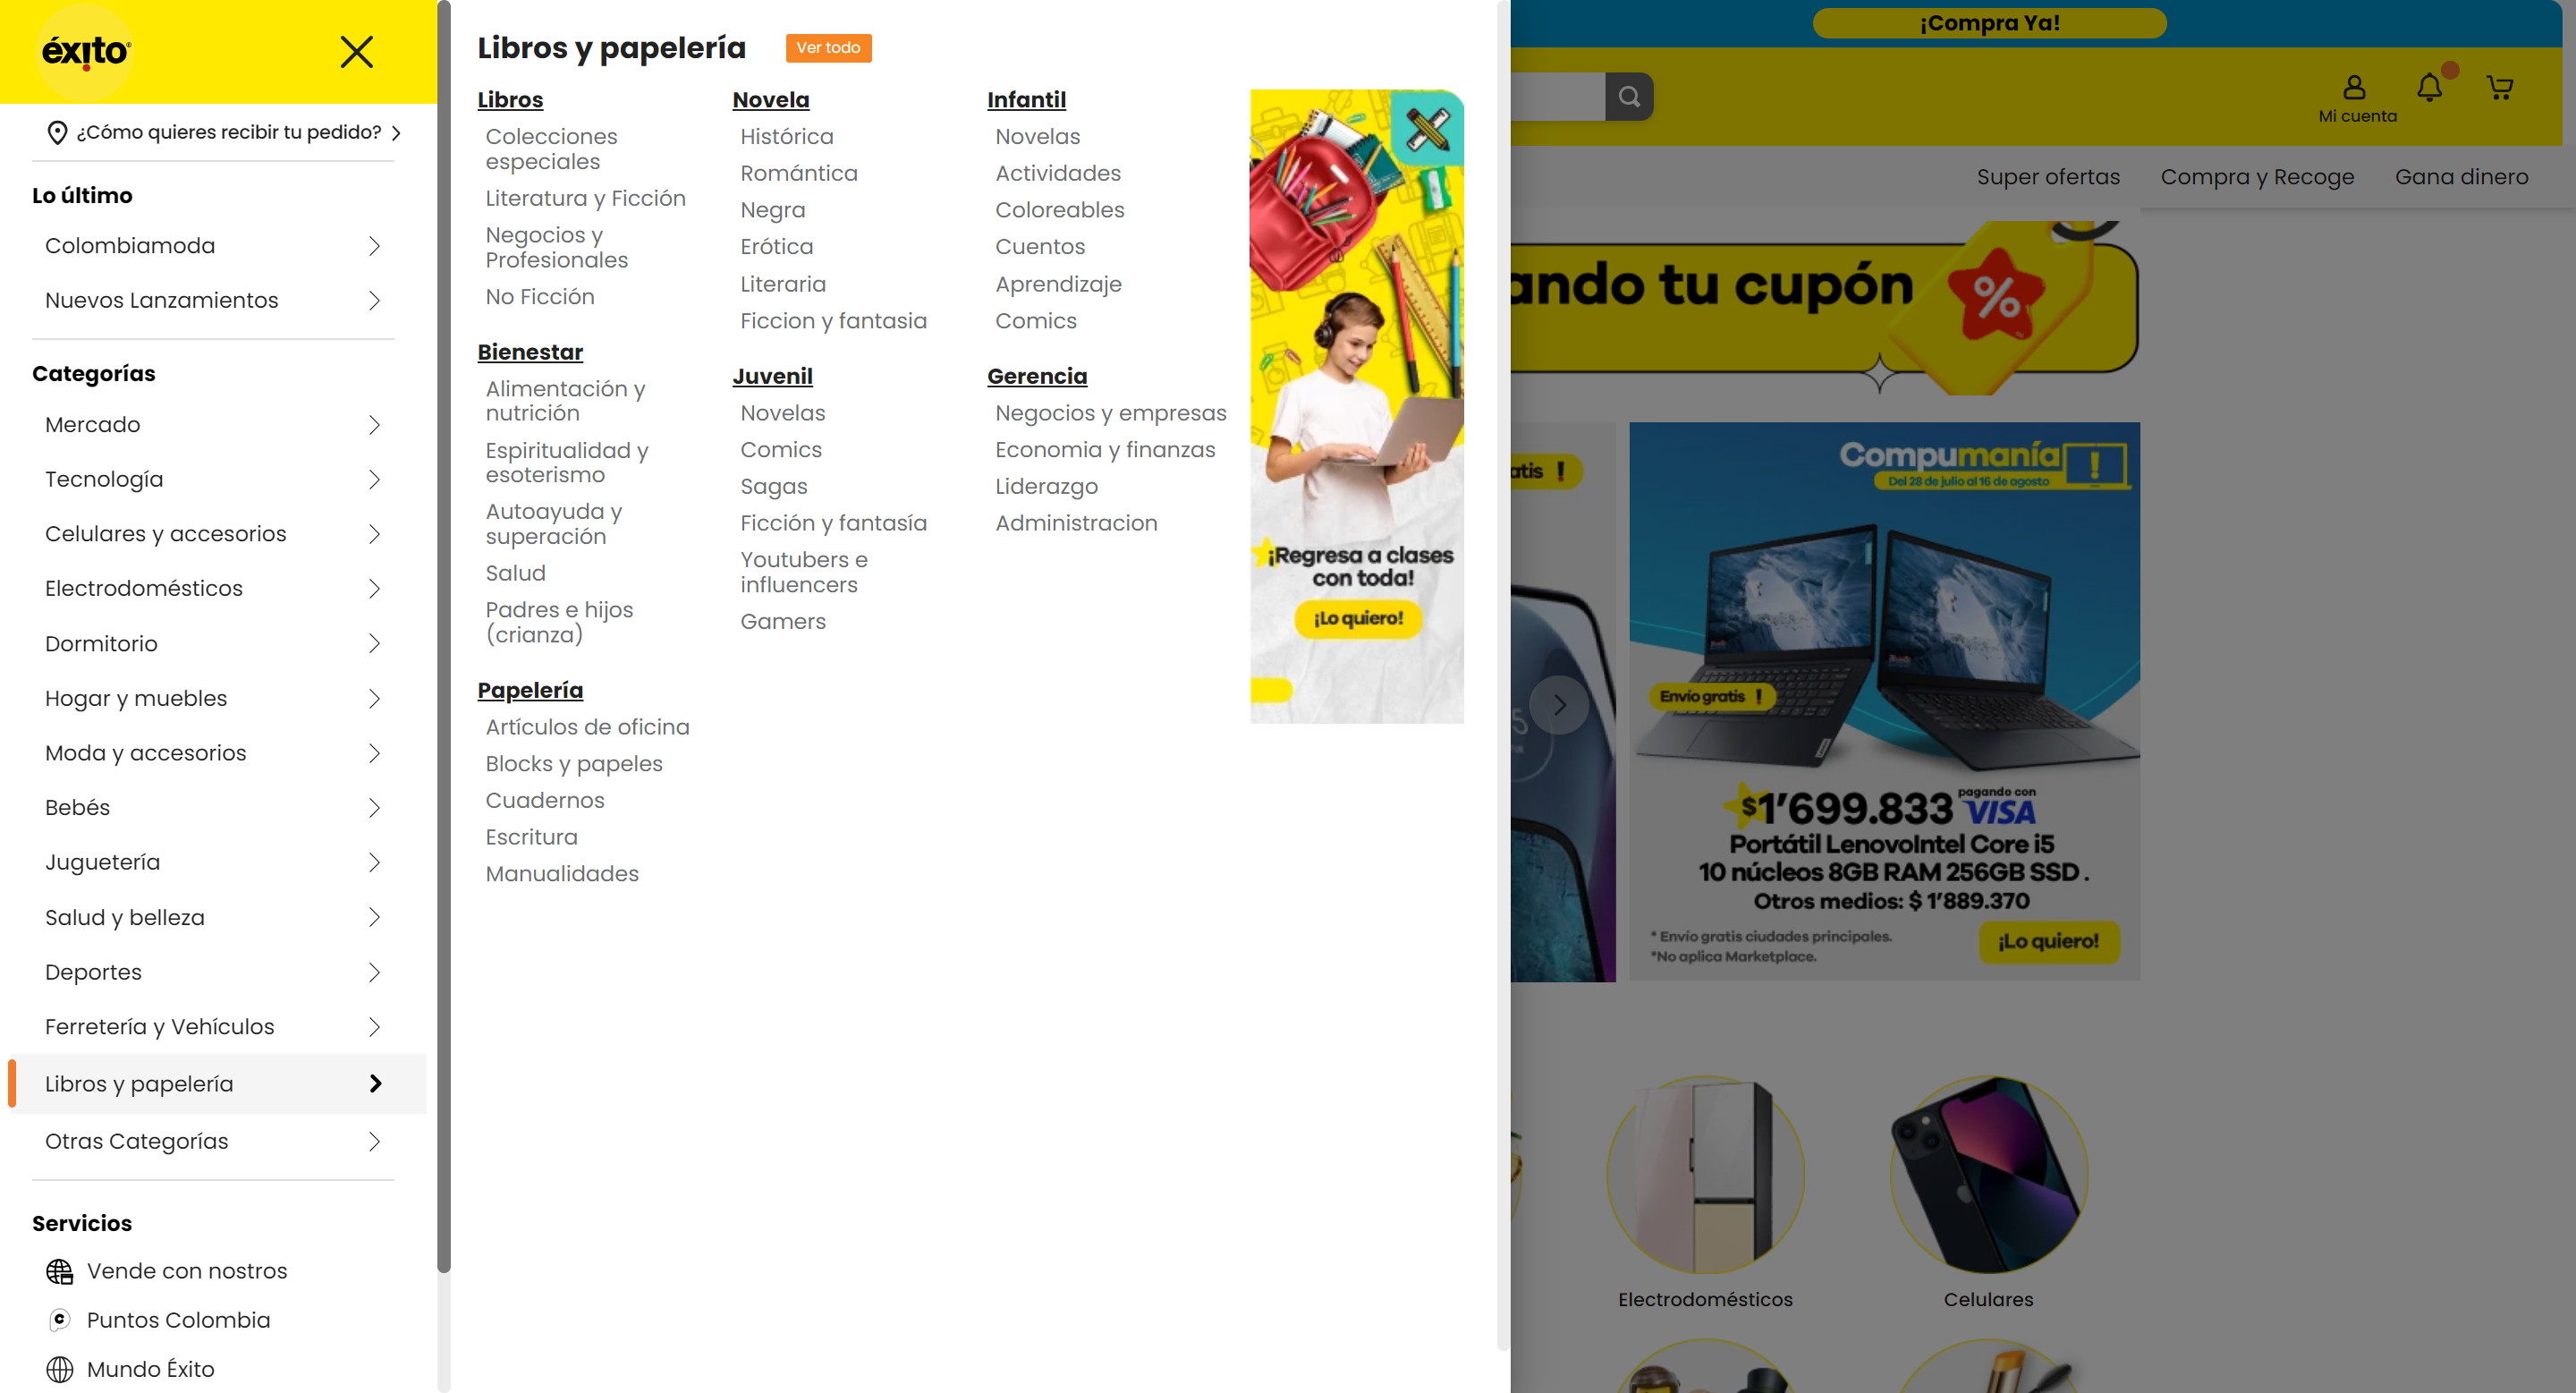 éxito
¿Cómo quieres recibir tu pedido?
Lo último
Colombiamoda
Nuevos Lanzamientos
Categorías
Mercado
Tecnología
Celulares y accesorios
Electrodomésticos
Dormitorio
Hogar y muebles
Moda y accesorios
Bebés
Juguetería
Salud y belleza
Deportes
Ferretería y Vehículos
Libros y papelería
Otras Categorías
Servicios
Vende con nostros
Puntos Colombia
Mundo Éxito
Libros y papelería
Ver todo
Libros
Colecciones
especiales
Literatura y Ficción
Negocios y
Profesionales
No Ficción
Bienestar
Alimentación y
nutrición
Espiritualidad y
esoterismo
Autoayuda y
superación
Salud
Padres e hijos
(crianza)
Papelería
Artículos de oficina
Blocks y papeles
Cuadernos
Escritura
Manualidades
Novela
Histórica
Romántica
Negra
Erótica
Literaria
Ficcion y fantasia
Juvenil
Novelas
Comics
Sagas
Ficción y fantasía
Youtubers e
influencers
Gamers
Infantil
Novelas
Actividades
Coloreables
Cuentos
Aprendizaje
Comics
Gerencia
Negocios y empresas
Economia y finanzas
Liderazgo
Administracion
¡Regresa a clases
con toda!
¡Lo quiero!
¡Compra Ya!
Mi cuenta
Super ofertas
Compra y Recoge
Gana dinero
ando tu cupón
%
atis !
Compumanía
Del 28 de julio al 16 de agosto
Envío gratis !
$1'699.833 pagando con VISA
Portátil LenovoIntel Core i5
10 núcleos 8GB RAM 256GB SSD .
Otros medios: $ 1'889.370
* Envío gratis ciudades principales.
*No aplica Marketplace.
¡Lo quiero!
Electrodomésticos
Celulares